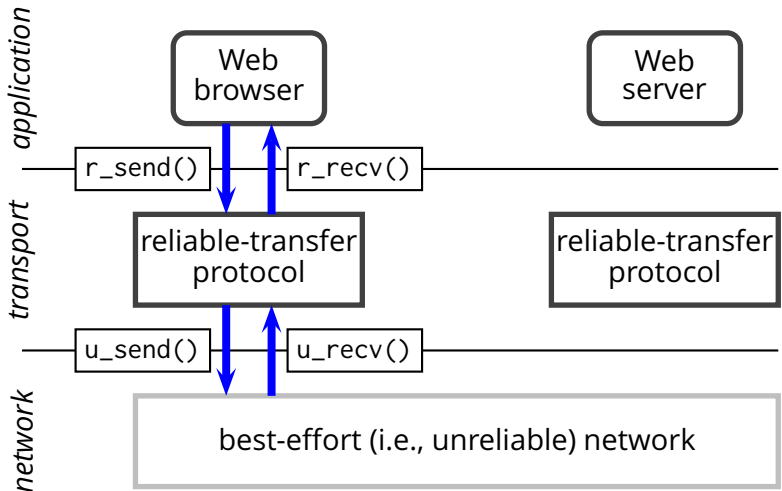 application
Web
browser
Web
server
r_send()
r_recv()
transport
reliable-transfer
protocol
reliable-transfer
protocol
u_send()
u_recv()
network
best-effort (i.e., unreliable) network